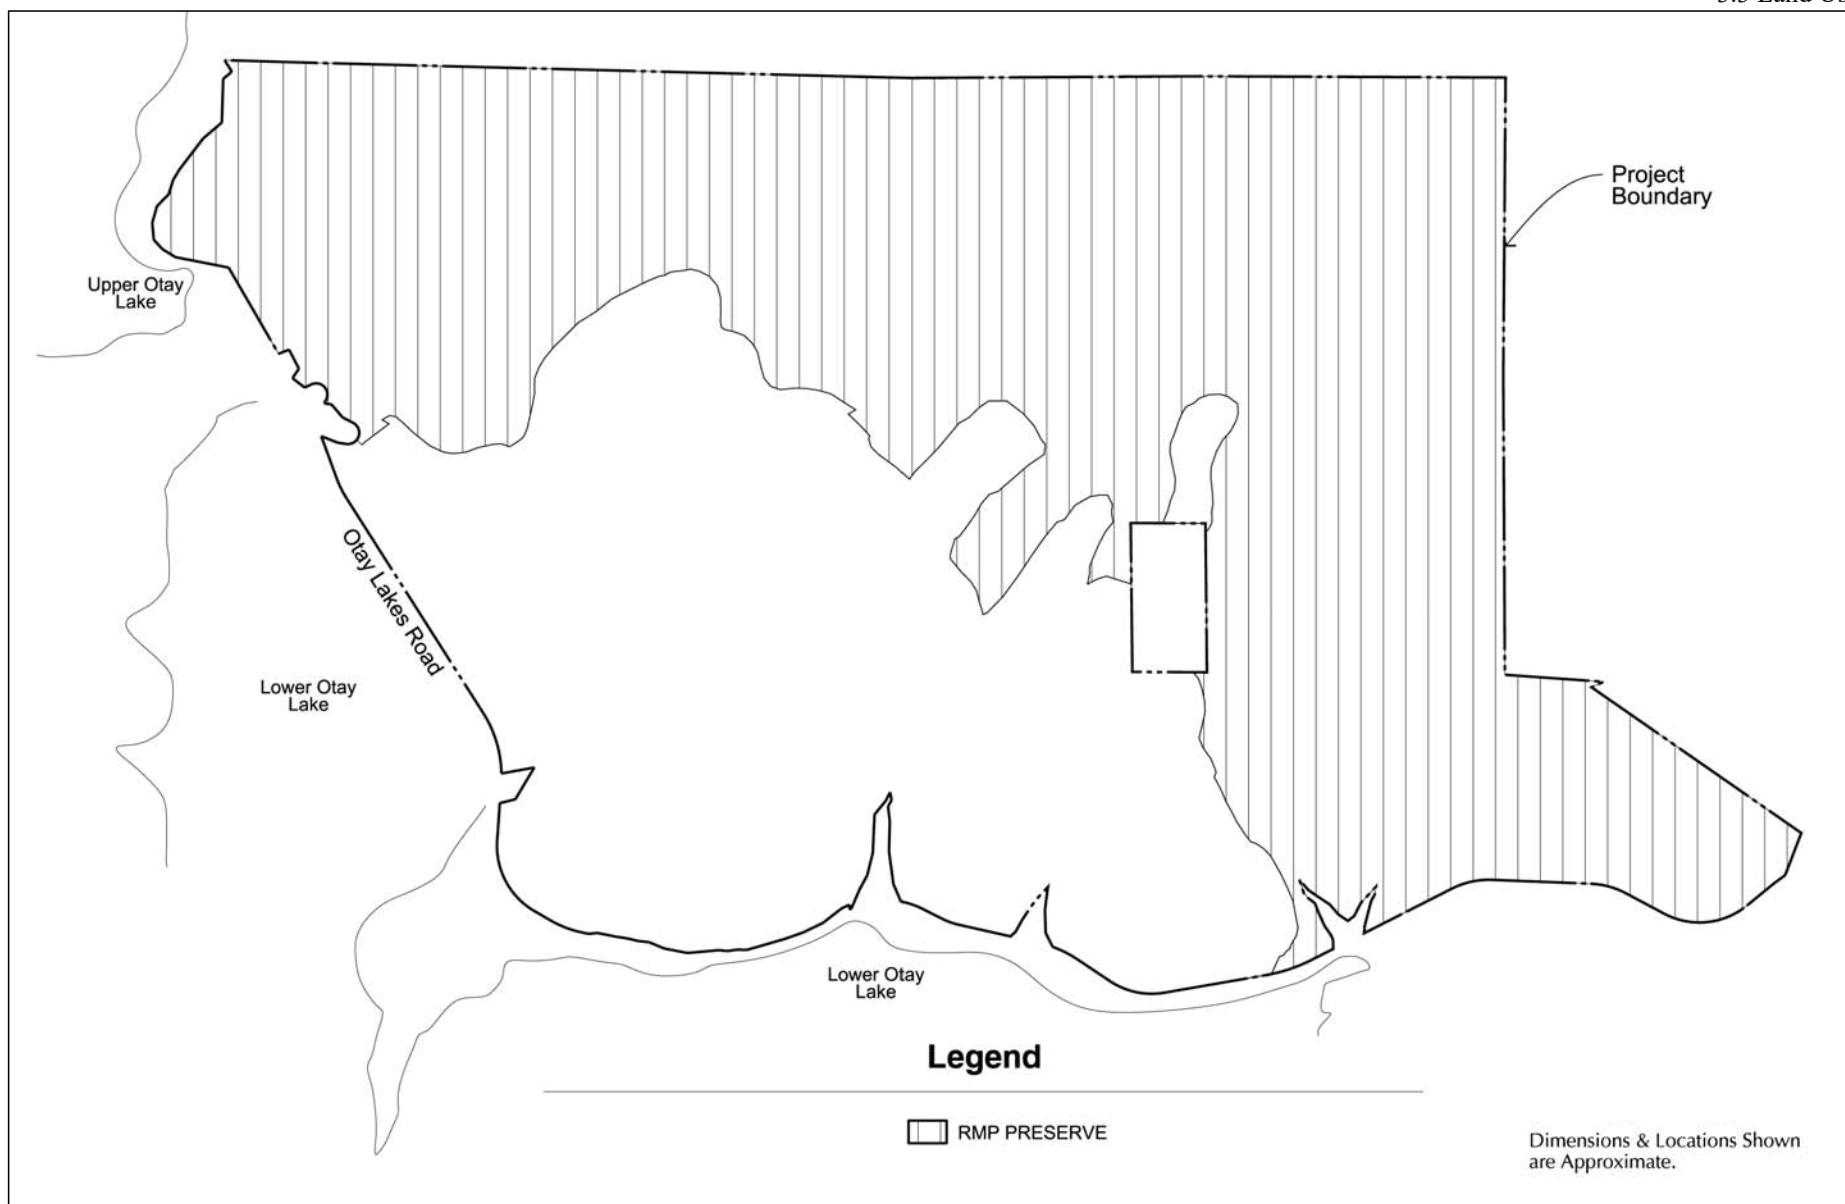 Project
Boundary
Upper Otay
Lake
Otay Lakes Road
Lower Otay
Lake
Lower Otay
Lake
Legend
RMP PRESERVE
Dimensions & Locations Shown
are Approximate.